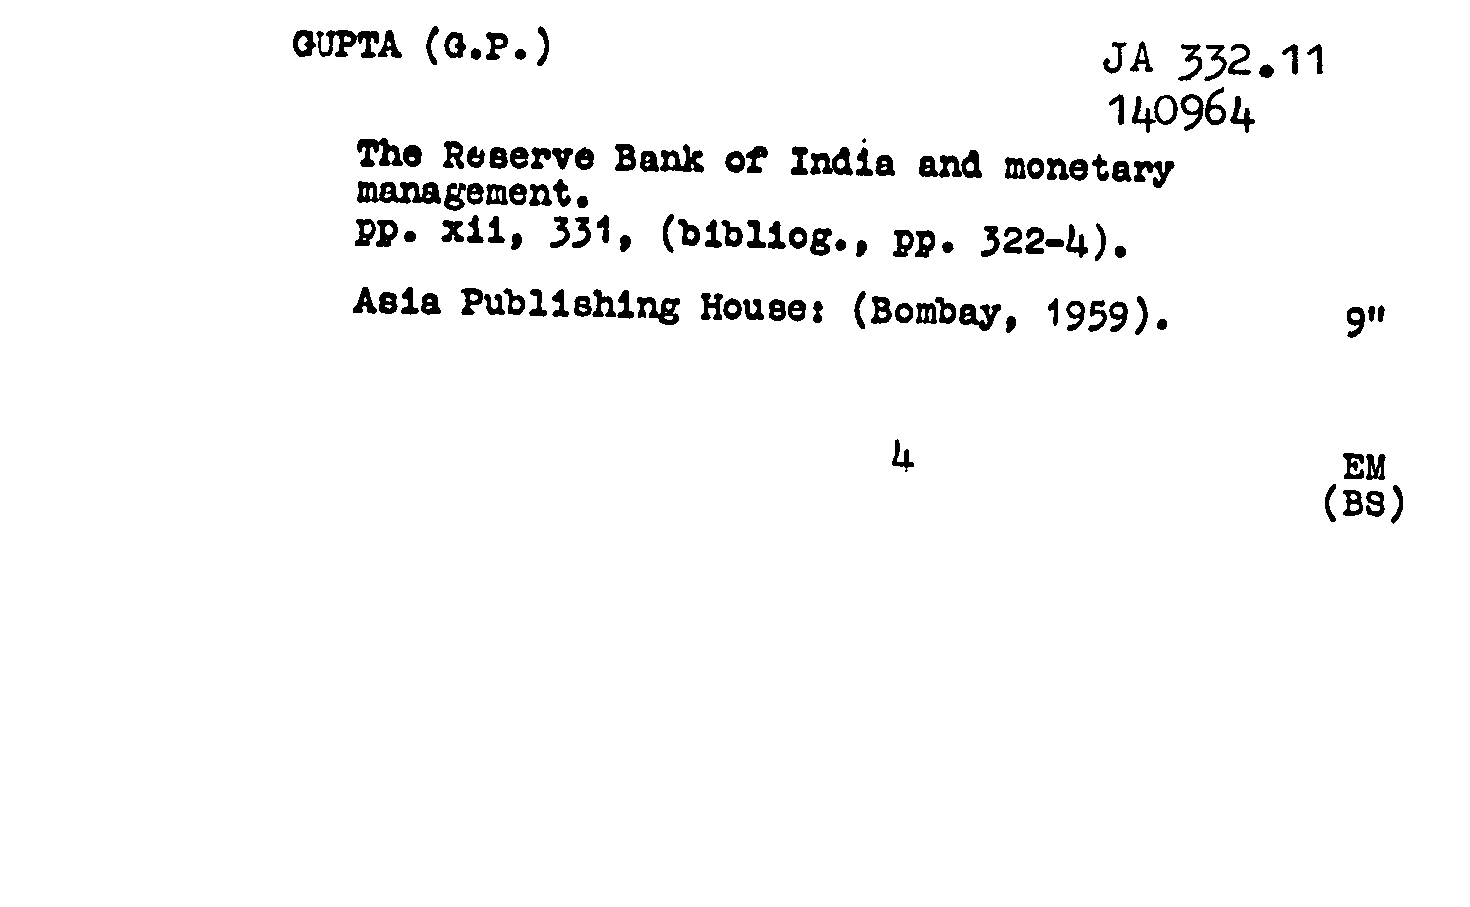 GUPTA (G.P.)
JA 332.11
140964
The Reserve Bank of India and monetary
management.
pp. xii, 331, (bibliog., pp. 322-4).
Asia Publishing House: (Bombay, 1959). 9"
4
EM
(BS)